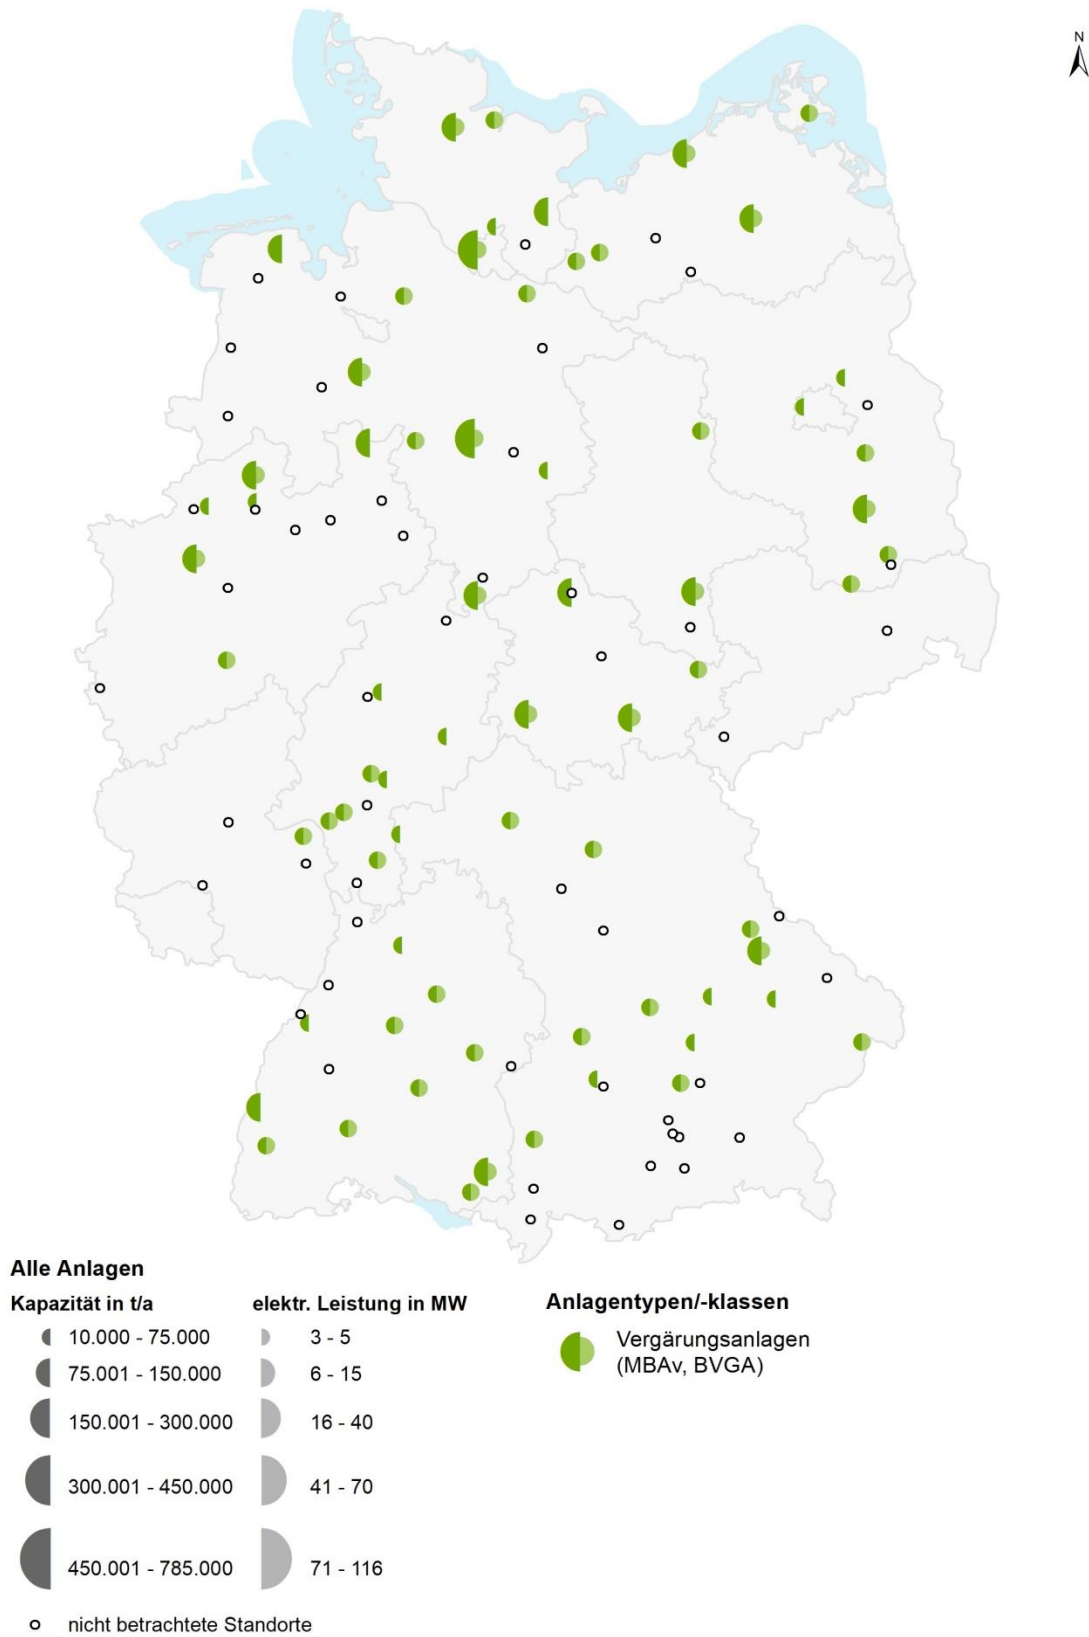 N
Alle Anlagen
Kapazität in t/a
elektr. Leistung in MW
10.000 - 75.000
3 - 5
75.001 - 150.000
6 - 15
150.001 - 300.000
16 - 40
300.001 - 450.000
41 - 70
450.001 - 785.000
71 - 116
nicht betrachtete Standorte
Anlagentypen/-klassen
Vergärungsanlagen
(MBAv, BVGA)